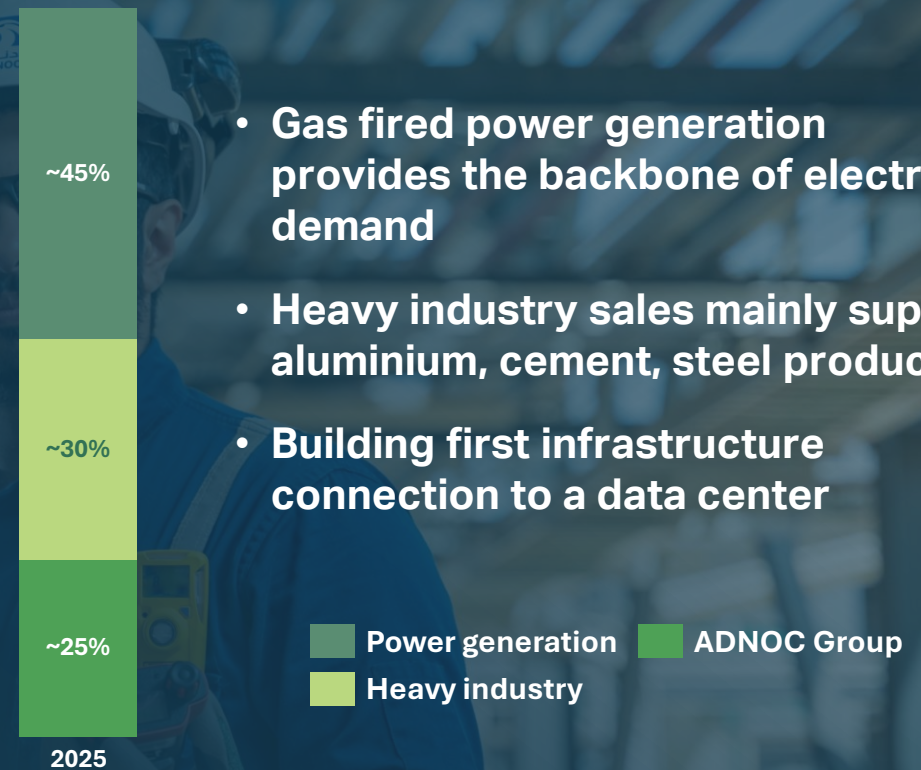 ~45%
~30%
~25%
2025
• Gas fired power generation
provides the backbone of electr
demand
• Heavy industry sales mainly sup
aluminium, cement, steel produc
• Building first infrastructure
connection to a data center
Power generation ADNOC Group
Heavy industry